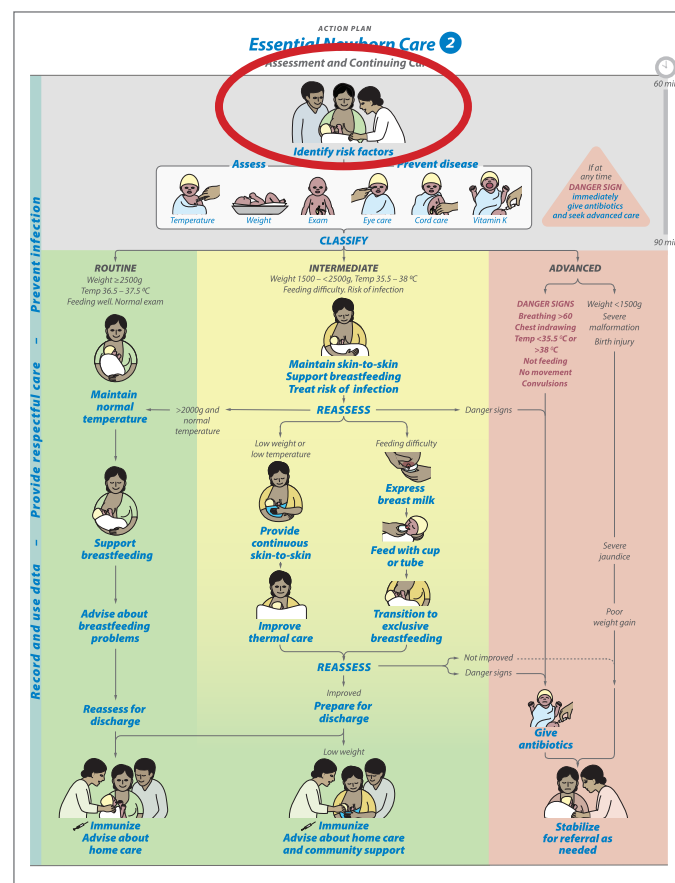 ACTION PLAN
Essential Newborn Care 2
Assessment and Continuing Car
60 mi
Identify risk factors
Assess
Prevent disease
Temperature
Weight
Exam
Eye care
Cord care
Vitamin K
If at
any time
DANGER SIGN
immediately
give antibiotics
and seek advanced care
CLASSIFY
90 mi
Prevent infection
–
Provide respectful care
–
Record and use data
ROUTINE
Weight ≥2500g
Temp 36.5 – 37.5 ºC
Feeding well. Normal exam
Maintain
normal
temperature
Support
breastfeeding
Advise about
breastfeeding
problems
Reassess for
discharge
Immunize
Advise about
home care
INTERMEDIATE
Weight 1500 – <2500g, Temp 35.5 – 38 ºC
Feeding difficulty. Risk of infection
Maintain skin-to-skin
Support breastfeeding
Treat risk of infection
REASSESS
>2000g and
normal
temperature
Danger signs
Low weight or
low temperature
Provide
continuous
skin-to-skin
Improve
thermal care
Feeding difficulty
Express
breast milk
Feed with cup
or tube
Transition to
exclusive
breastfeeding
REASSESS
Not improved
Danger signs
Improved
Prepare for
discharge
Low weight
Immunize
Advise about home care
and community support
ADVANCED
DANGER SIGNS
Breathing >60
Chest indrawing
Temp <35.5 ºC or
>38 ºC
Not feeding
No movement
Convulsions
Weight <1500g
Severe
malformation
Birth injury
Severe
jaundice
Poor
weight gain
Give
antibiotics
Stabilize
for referral as
needed